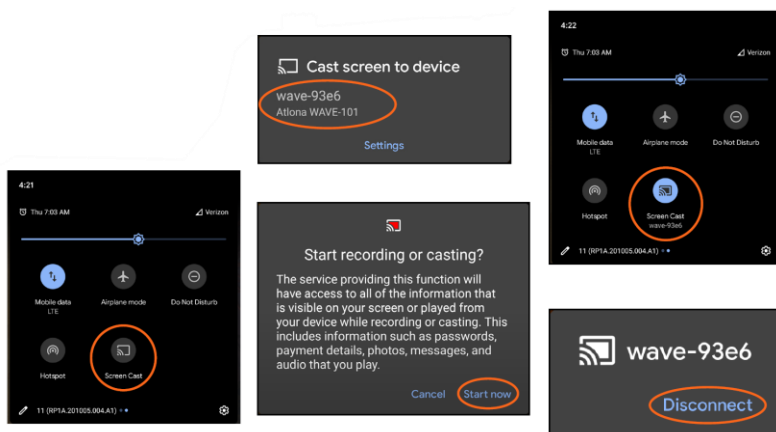 4:21
Thu 7:03 AM
Verizon
Mobile data
LTE
Airplane mode
Do Not Disturb
Hotspot
Screen Cast
11 (RP1A.201005.004.A1)
Cast screen to device
wave-93e6
Atlona WAVE-101
Settings
Start recording or casting?
The service providing this function will
have access to all of the information that
is visible on your screen or played from
your device while recording or casting. This
includes information such as passwords,
payment details, photos, messages, and
audio that you play.
Cancel Start now
4:22
Thu 7:03 AM
Verizon
Mobile data
LTE
Airplane mode
Do Not Disturb
Hotspot
Screen Cast
wave-93e6
11 (RP1A.201005.004.A1)
wave-93e6
Disconnect